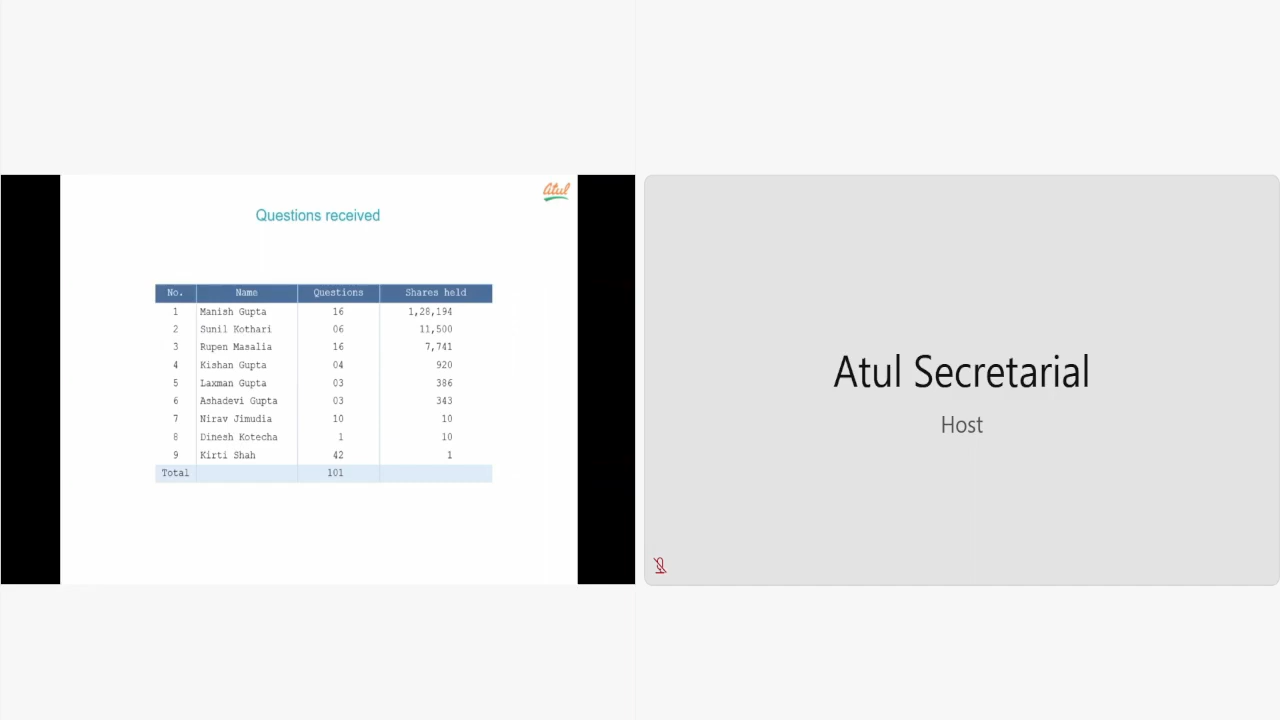 atul
Questions received
No. Name Questions Shares held
1 Manish Gupta 16 1,28,194
2 Sunil Kothari 06 11,500
3 Rupen Masalia 16 7,741
4 Kishan Gupta 04 920
5 Laxman Gupta 03 386
6 Ashadevi Gupta 03 343
7 Nirav Jimudia 10 10
8 Dinesh Kotecha 1 10
9 Kirti Shah 42 1
Total 101
Atul Secretarial
Host